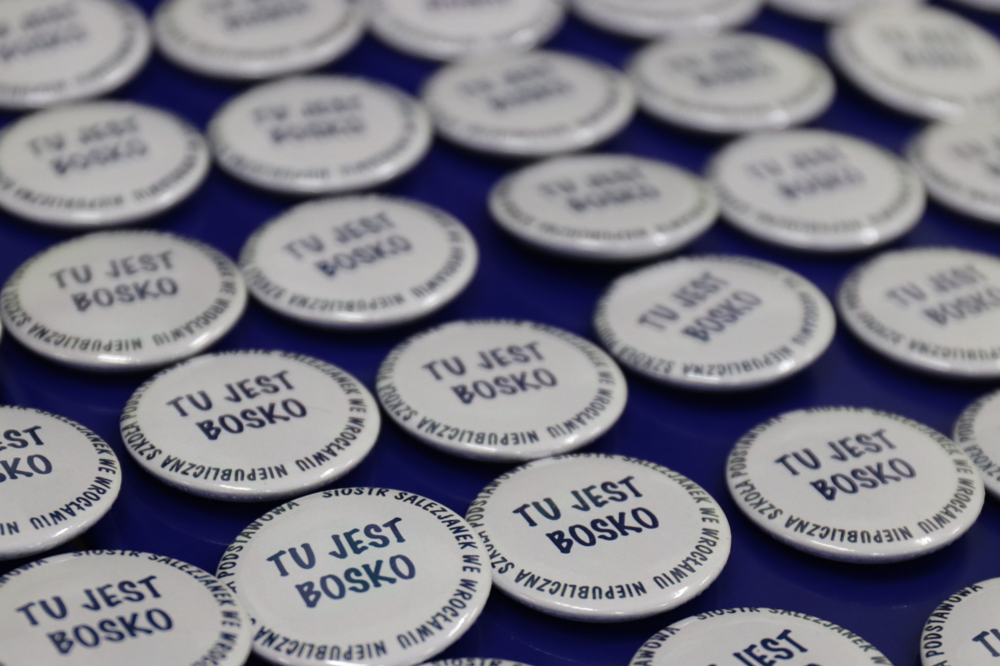 TU JEST
BOSKO
NIEPUBLICZNA SZKOŁA PODSTAWOWA SIOSTR SALEZJANEK WE WROCŁAWIU